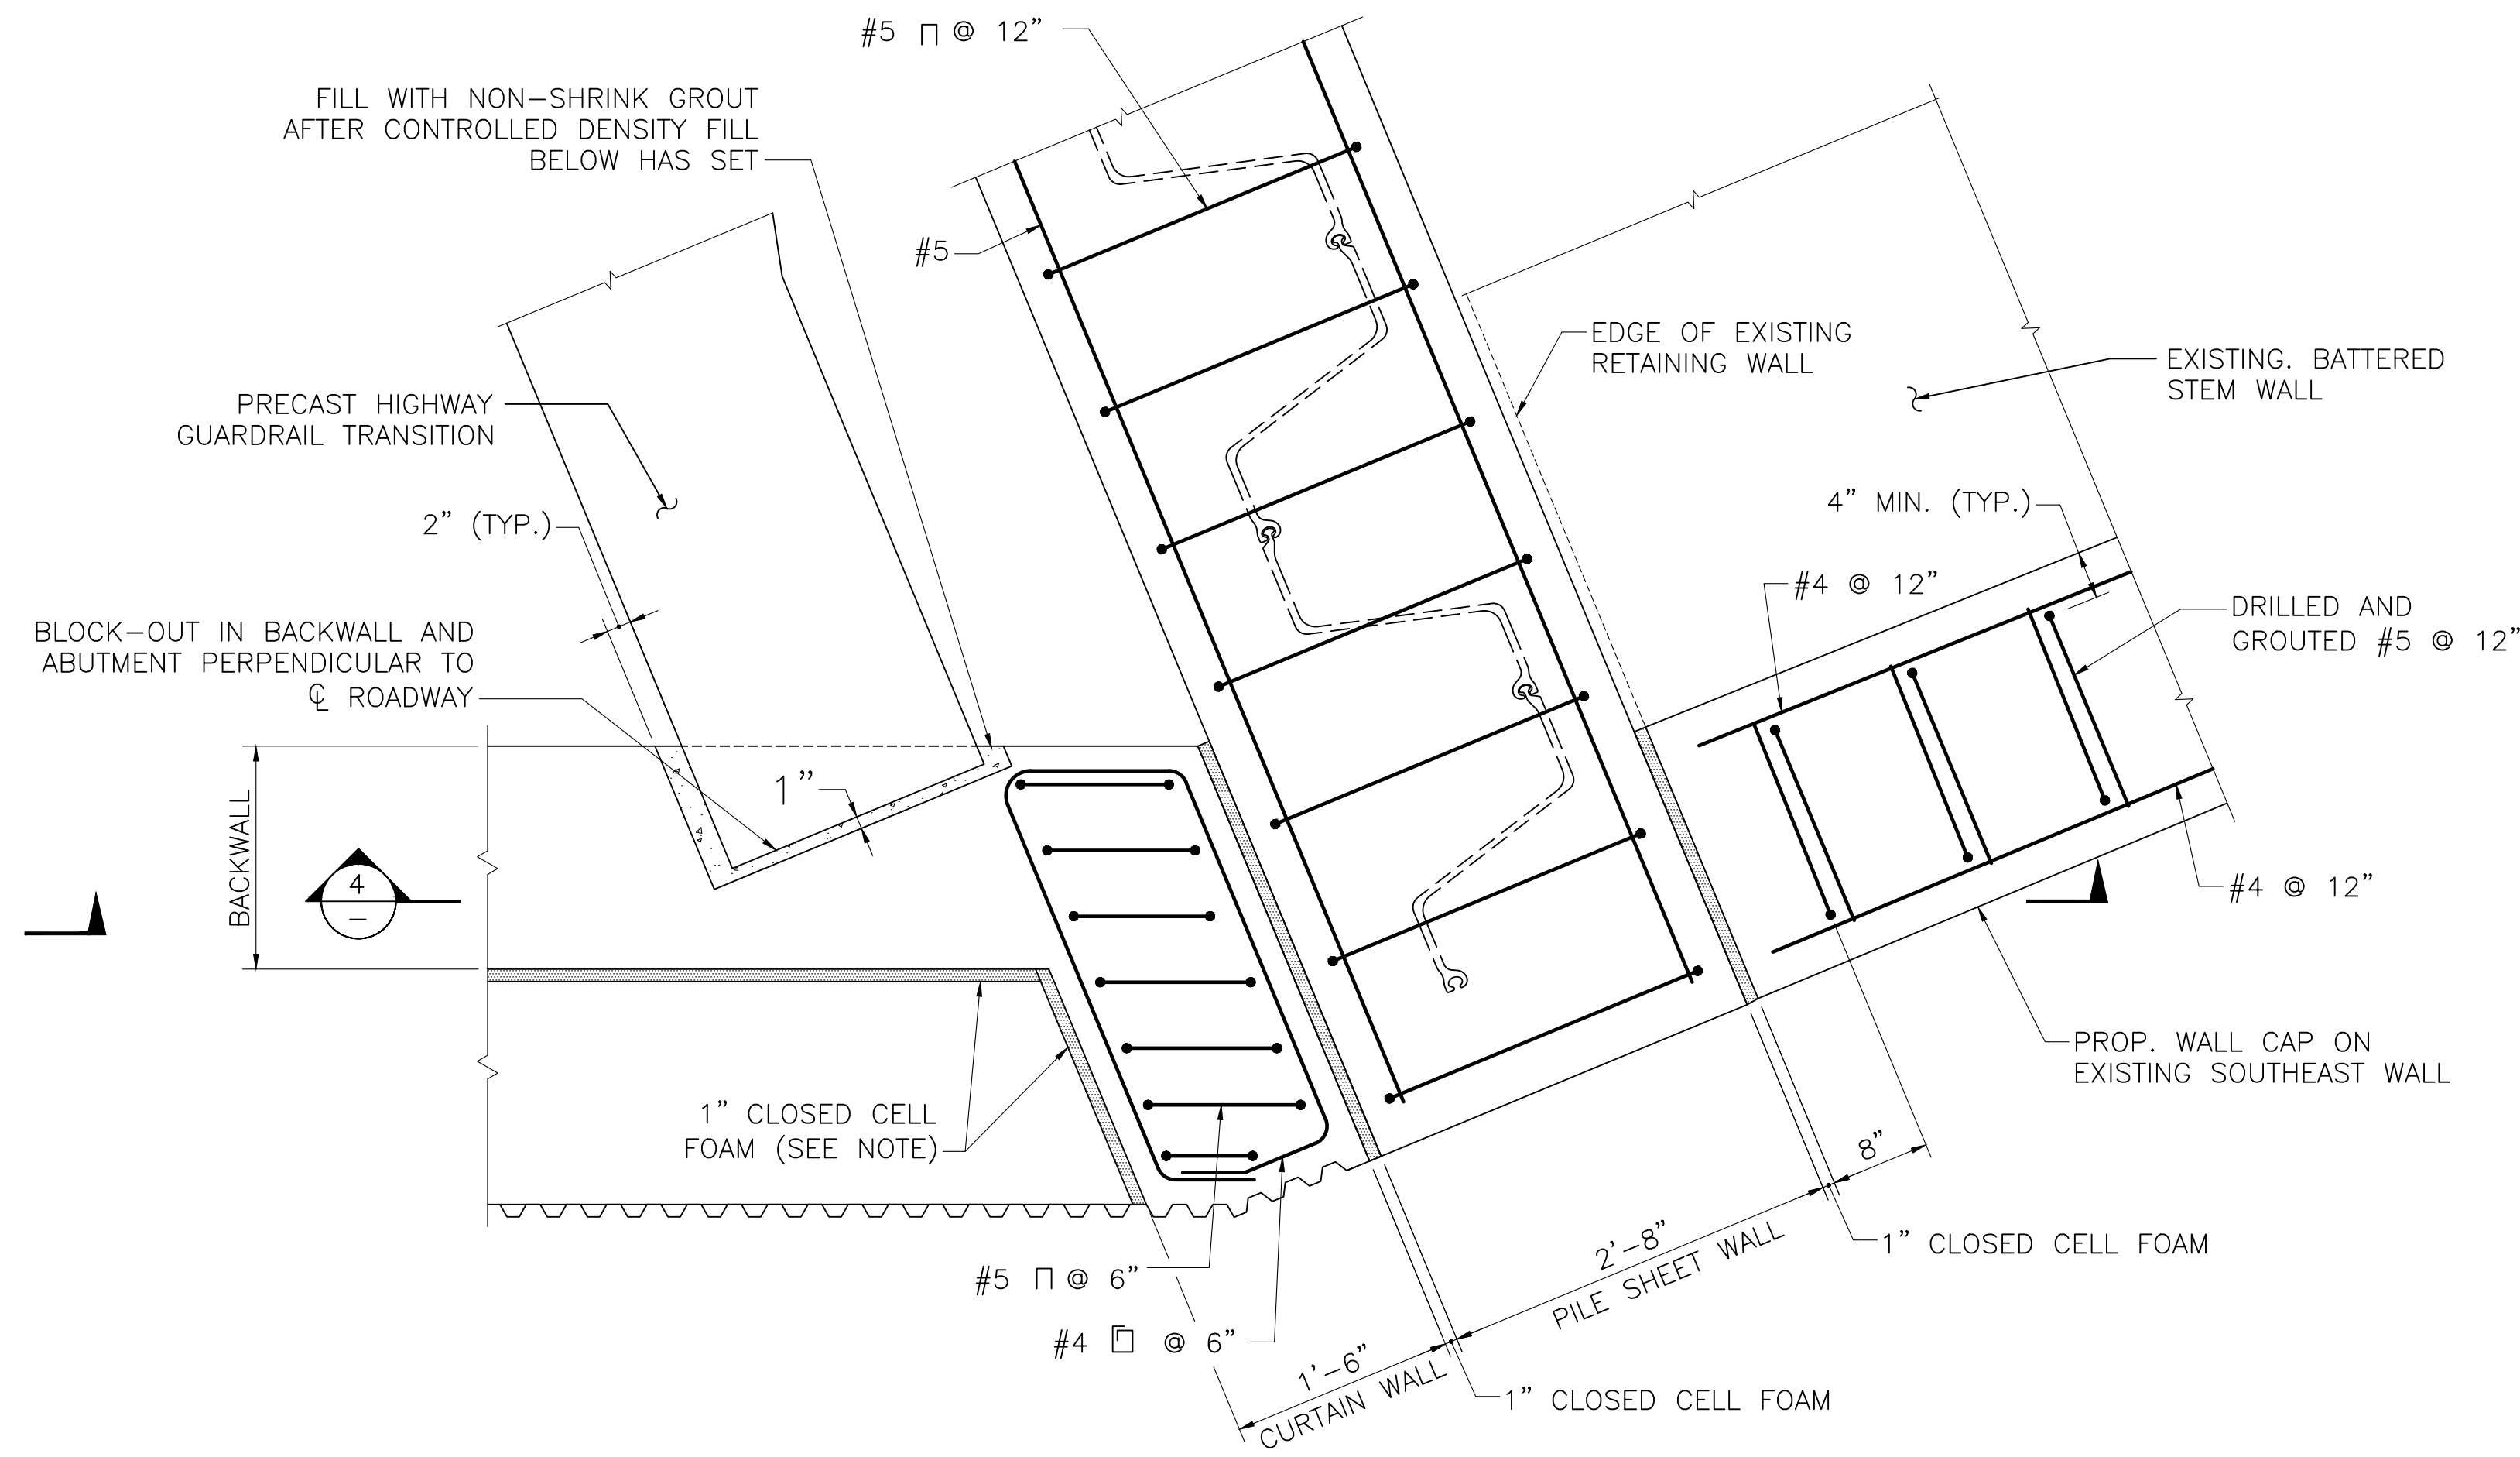 #5 ⊓ @ 12”
FILL WITH NON–SHRINK GROUT
AFTER CONTROLLED DENSITY FILL
BELOW HAS SET
#5
EDGE OF EXISTING
RETAINING WALL
EXISTING. BATTERED
STEM WALL
PRECAST HIGHWAY
GUARDRAIL TRANSITION
2” (TYP.)
4” MIN. (TYP.)
#4 @ 12”
DRILLED AND
GROUTED #5 @ 12”
BLOCK–OUT IN BACKWALL AND
ABUTMENT PERPENDICULAR TO
℄ ROADWAY
1”
BACKWALL
4
–
#4 @ 12”
PROP. WALL CAP ON
EXISTING SOUTHEAST WALL
1” CLOSED CELL
FOAM (SEE NOTE)
8”
1” CLOSED CELL FOAM
2’–8”
PILE SHEET WALL
#5 ⊓ @ 6”
#4 @ 6”
1’–6”
CURTAIN WALL
1” CLOSED CELL FOAM